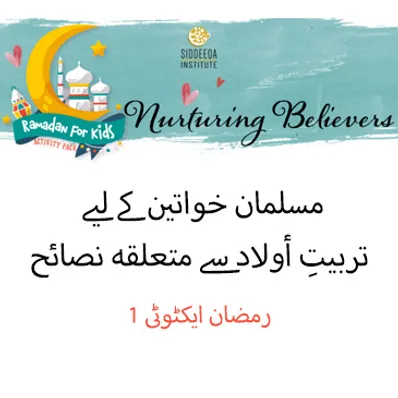 SIDDEEQA
INSTITUTE
Ramadan For Kids
ACTIVITY PACK
Nurturing Believers
مسلمان خواتین کے لیے
تربیتِ أولاد سے متعلقہ نصائح
رمضان ایکٹوٹی 1